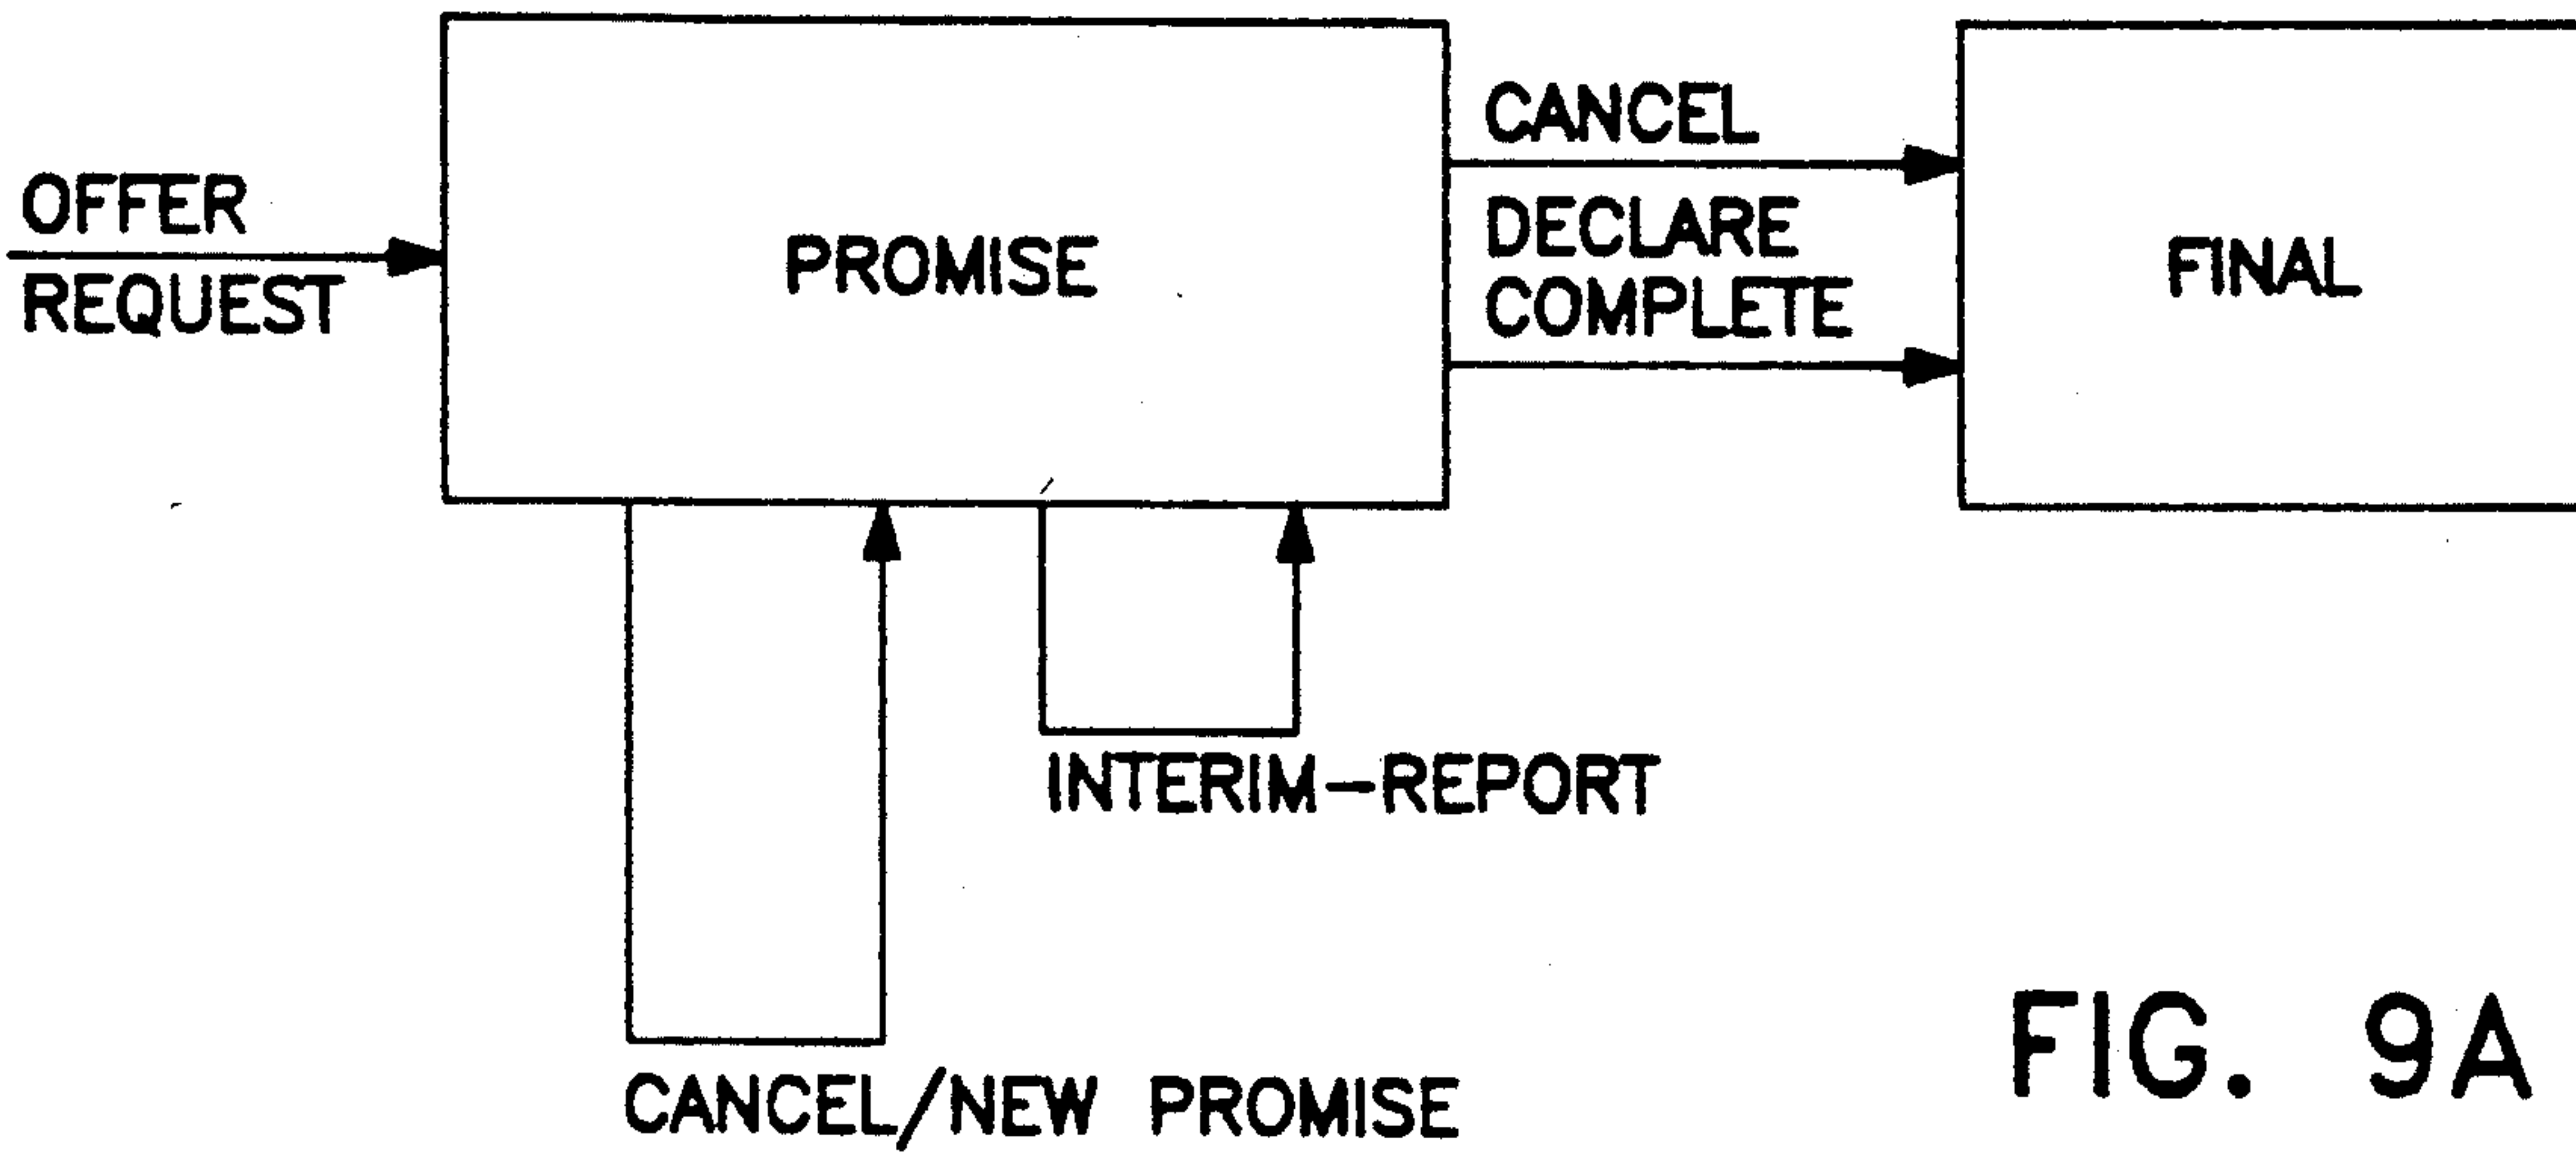 OFFER
REQUEST
PROMISE
CANCEL
DECLARE
COMPLETE
FINAL
INTERIM-REPORT
CANCEL/NEW PROMISE
FIG. 9A